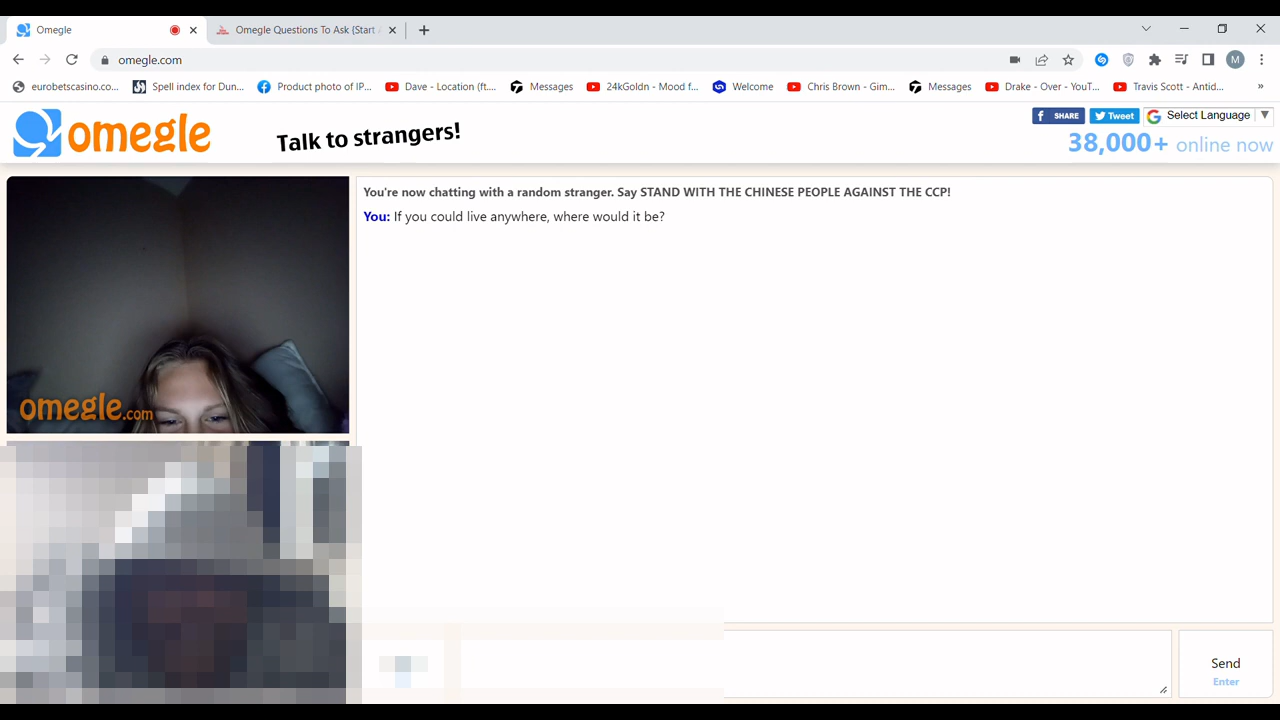 Omegle
Omegle Questions To Ask (Start
omegle.com
M
eurobetscasino.co...
Spell index for Dun...
Product photo of IP...
Dave - Location (ft....
Messages
24kGoldn - Mood f...
Welcome
Chris Brown - Gim...
Messages
Drake - Over - YouT...
Travis Scott - Antid...
»
omegle
Talk to strangers!
SHARE
Tweet
Select Language
38,000+ online now
You're now chatting with a random stranger. Say STAND WITH THE CHINESE PEOPLE AGAINST THE CCP!
You: If you could live anywhere, where would it be?
omegle.com
Send
Enter